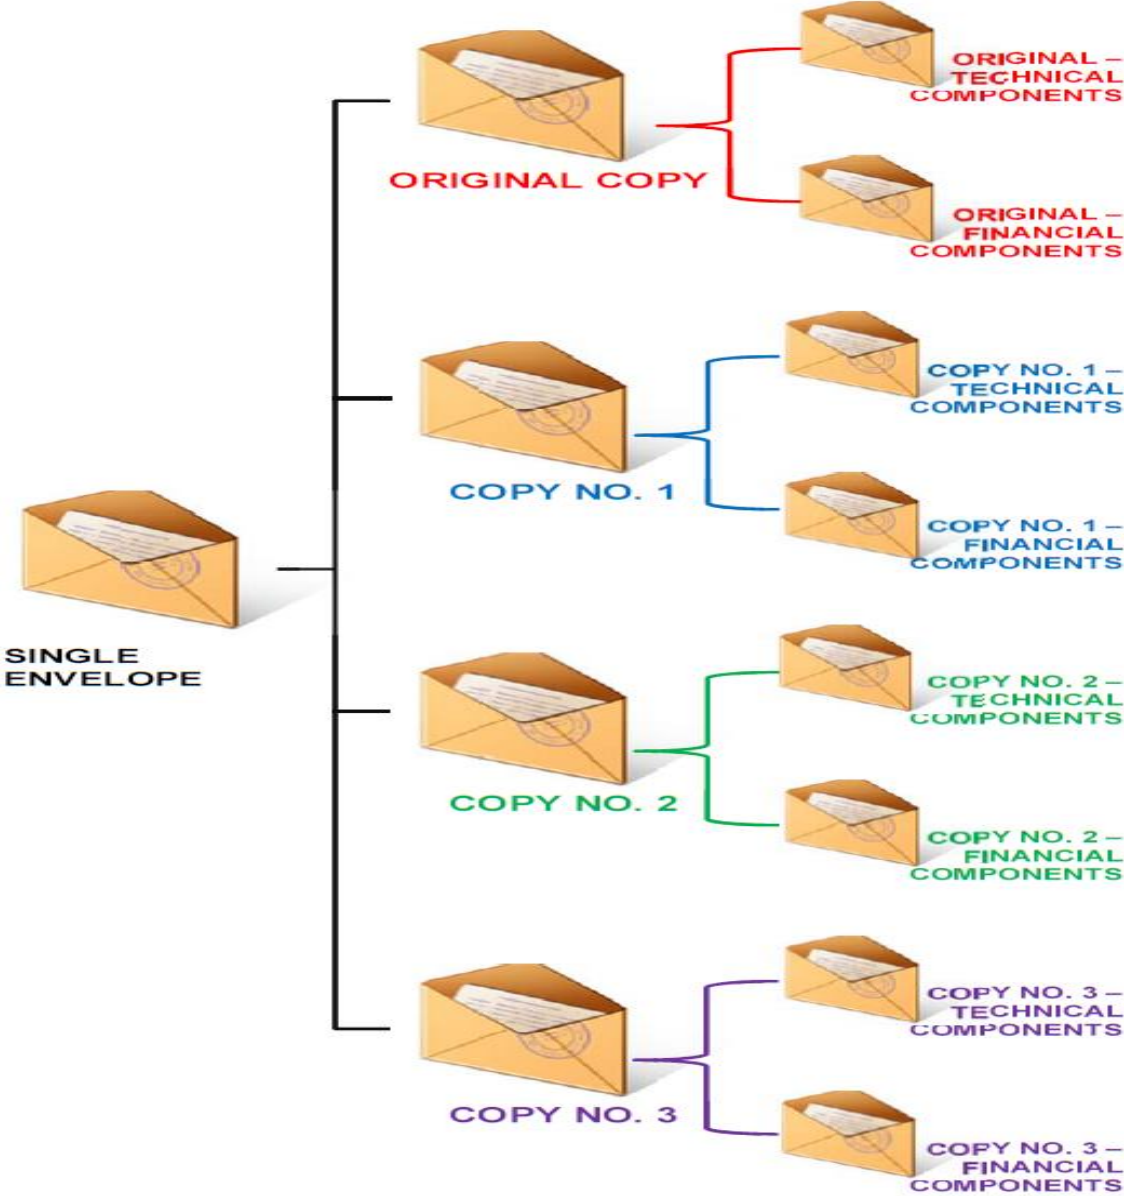 ORIGINAL –
TECHNICAL
COMPONENTS
ORIGINAL COPY
ORIGINAL –
FINANCIAL
COMPONENTS
COPY NO. 1 –
TECHNICAL
COMPONENTS
COPY NO. 1
COPY NO. 1 –
FINANCIAL
COMPONENTS
SINGLE
ENVELOPE
COPY NO. 2 –
TECHNICAL
COMPONENTS
COPY NO. 2
COPY NO. 2 –
FINANCIAL
COMPONENTS
COPY NO. 3 –
TECHNICAL
COMPONENTS
COPY NO. 3
COPY NO. 3 –
FINANCIAL
COMPONENTS